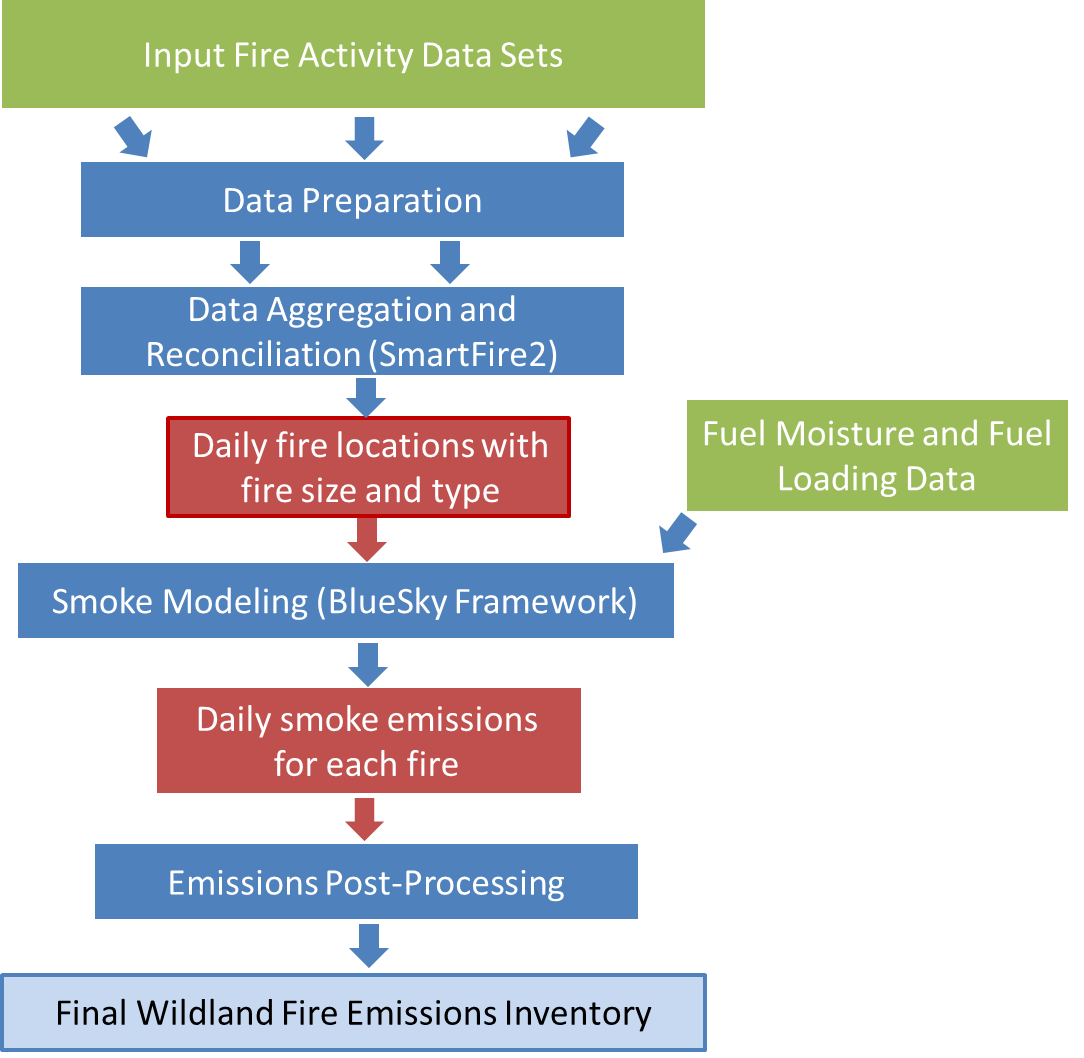 Input Fire Activity Data Sets
Data Preparation
Data Aggregation and
Reconciliation (SmartFire2)
Daily fire locations with
fire size and type
Fuel Moisture and Fuel
Loading Data
Smoke Modeling (BlueSky Framework)
Daily smoke emissions
for each fire
Emissions Post-Processing
Final Wildland Fire Emissions Inventory